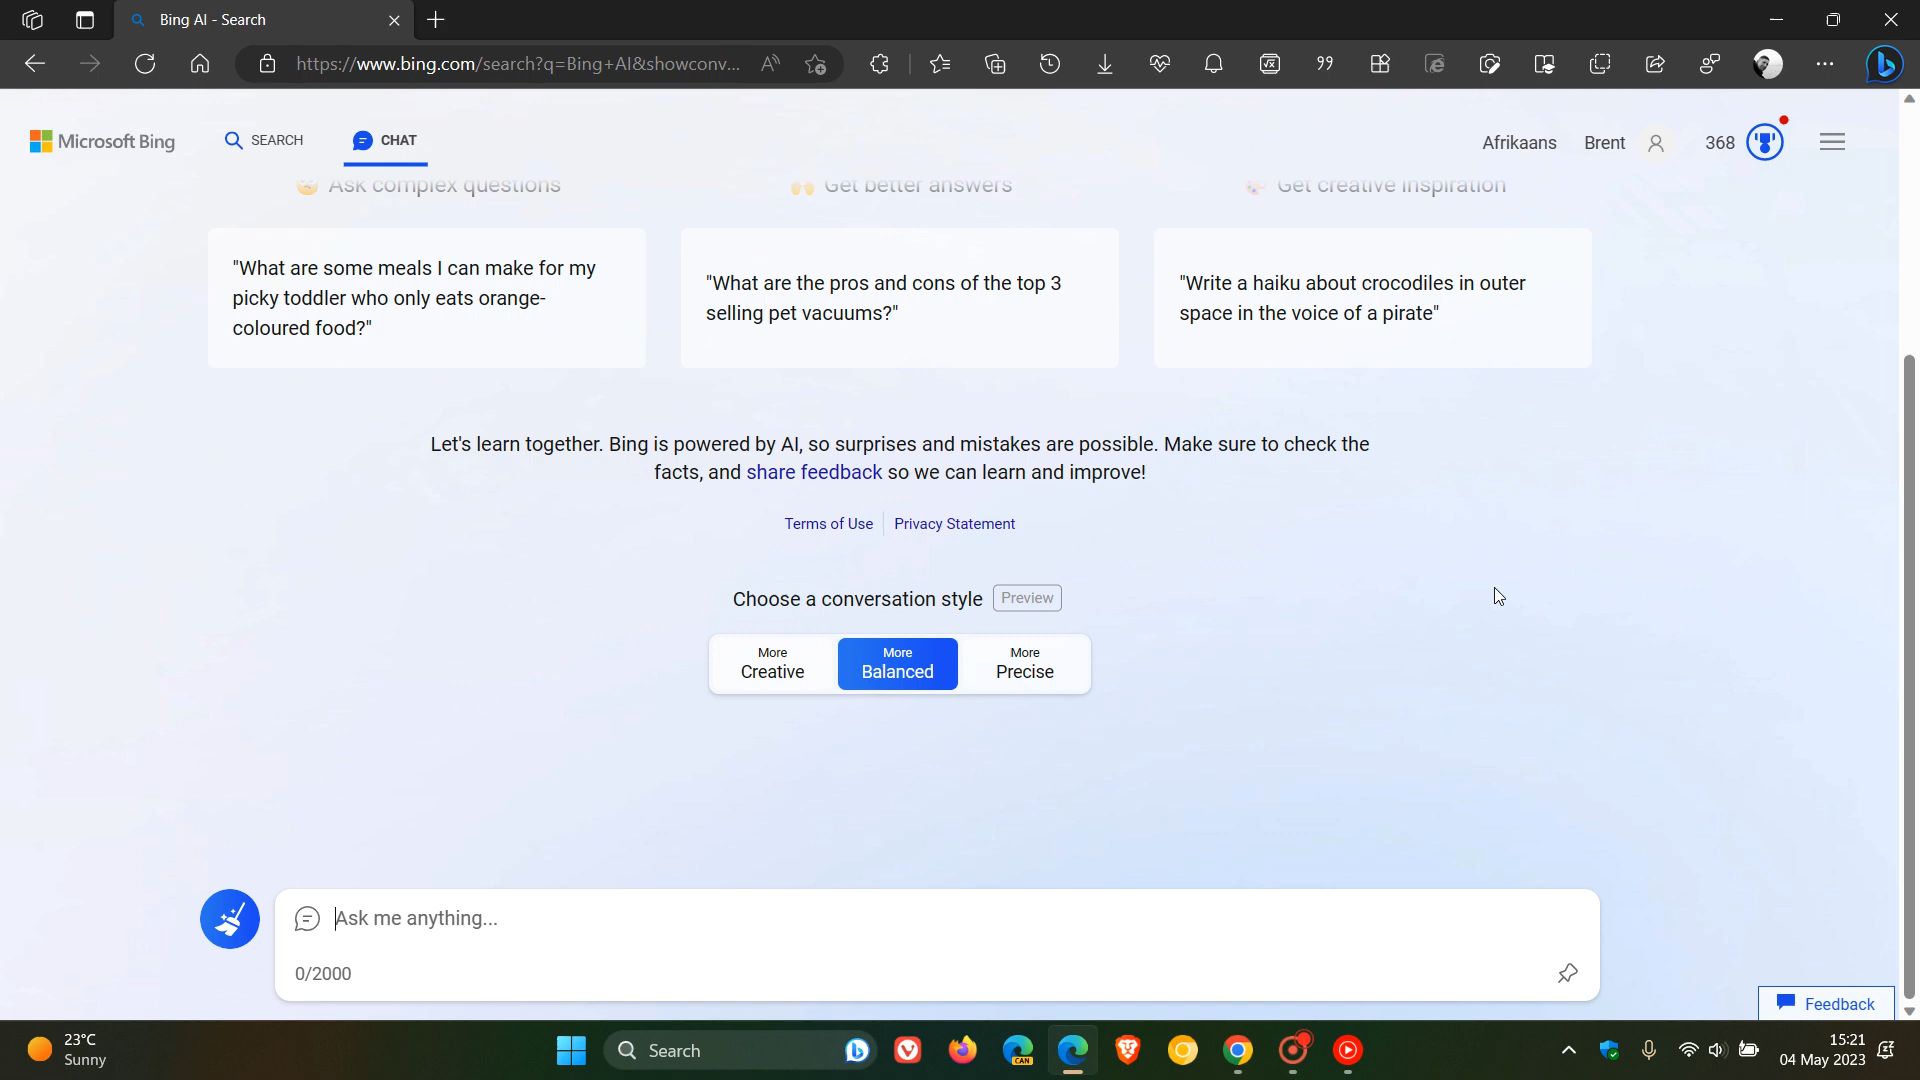 Bing AI - Search
https://www.bing.com/search?q=Bing+AI&showconv...
Microsoft Bing
SEARCH
CHAT
Afrikaans
Brent
368
Ask complex questions
Get better answers
Get creative inspiration
"What are some meals I can make for my
picky toddler who only eats orange-
coloured food?"
"What are the pros and cons of the top 3
selling pet vacuums?"
"Write a haiku about crocodiles in outer
space in the voice of a pirate"
Let's learn together. Bing is powered by AI, so surprises and mistakes are possible. Make sure to check the
facts, and share feedback so we can learn and improve!
Terms of Use
Privacy Statement
Choose a conversation style
Preview
More
Creative
More
Balanced
More
Precise
Ask me anything...
0/2000
Feedback
23°C
Sunny
Search
CAN
15:21
04 May 2023